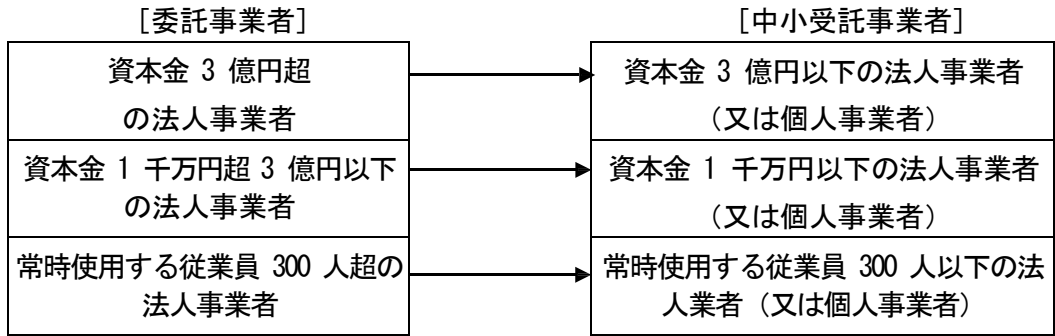 [委託事業者]
[中小受託事業者]
資本金 3 億円超
の法人事業者
資本金 3 億円以下の法人事業者
(又は個人事業者)
資本金 1 千万円超 3 億円以下
の法人事業者
資本金 1 千万円以下の法人事業者
(又は個人事業者)
常時使用する従業員 300 人超の
法人事業者
常時使用する従業員 300 人以下の法
人業者(又は個人事業者)